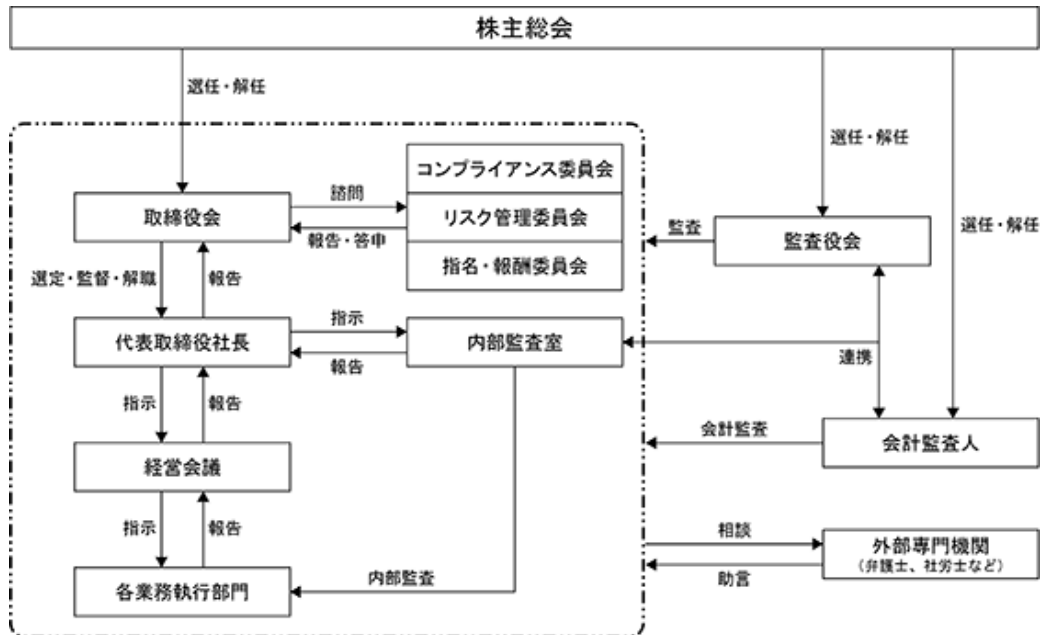 株主総会
選任・解任
選任・解任
選任・解任
コンプライアンス委員会
リスク管理委員会
指名・報酬委員会
取締役会
諮問
報告・答申
監査
監査役会
選定・監督・解職
報告
代表取締役社長
指示
報告
内部監査室
連携
指示
報告
経営会議
会計監査
会計監査人
指示
報告
相談
助言
外部専門機関
（弁護士、社労士など）
各業務執行部門
内部監査